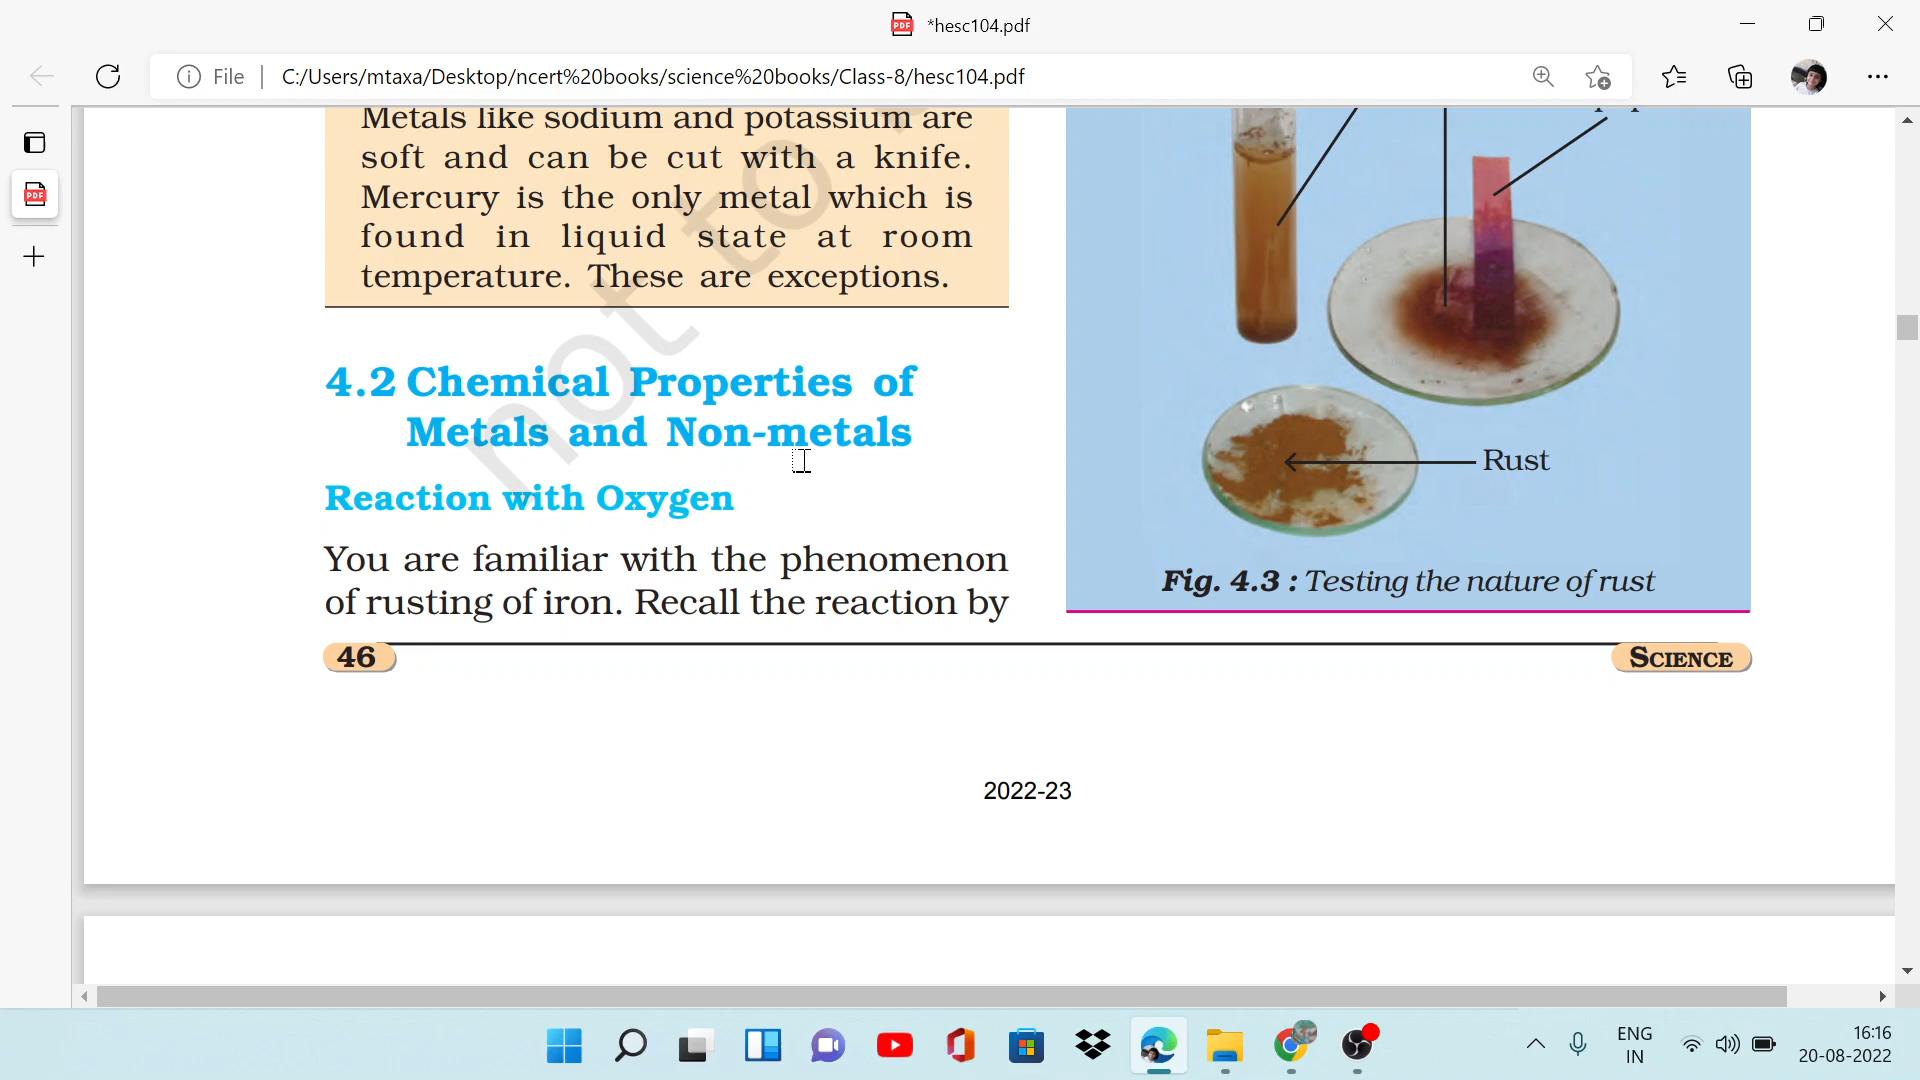 *hesc104.pdf
File
C:/Users/mtaxa/Desktop/ncert%20books/science%20books/Class-8/hesc104.pdf
Metals like sodium and potassium are
soft and can be cut with a knife.
Mercury is the only metal which is
found in liquid state at room
temperature. These are exceptions.
4.2 Chemical Properties of
Metals and Non-metals
Reaction with Oxygen
You are familiar with the phenomenon
of rusting of iron. Recall the reaction by
not to
Rust
Fig. 4.3 : Testing the nature of rust
46
SCIENCE
2022-23
ENG
IN
16:16
20-08-2022